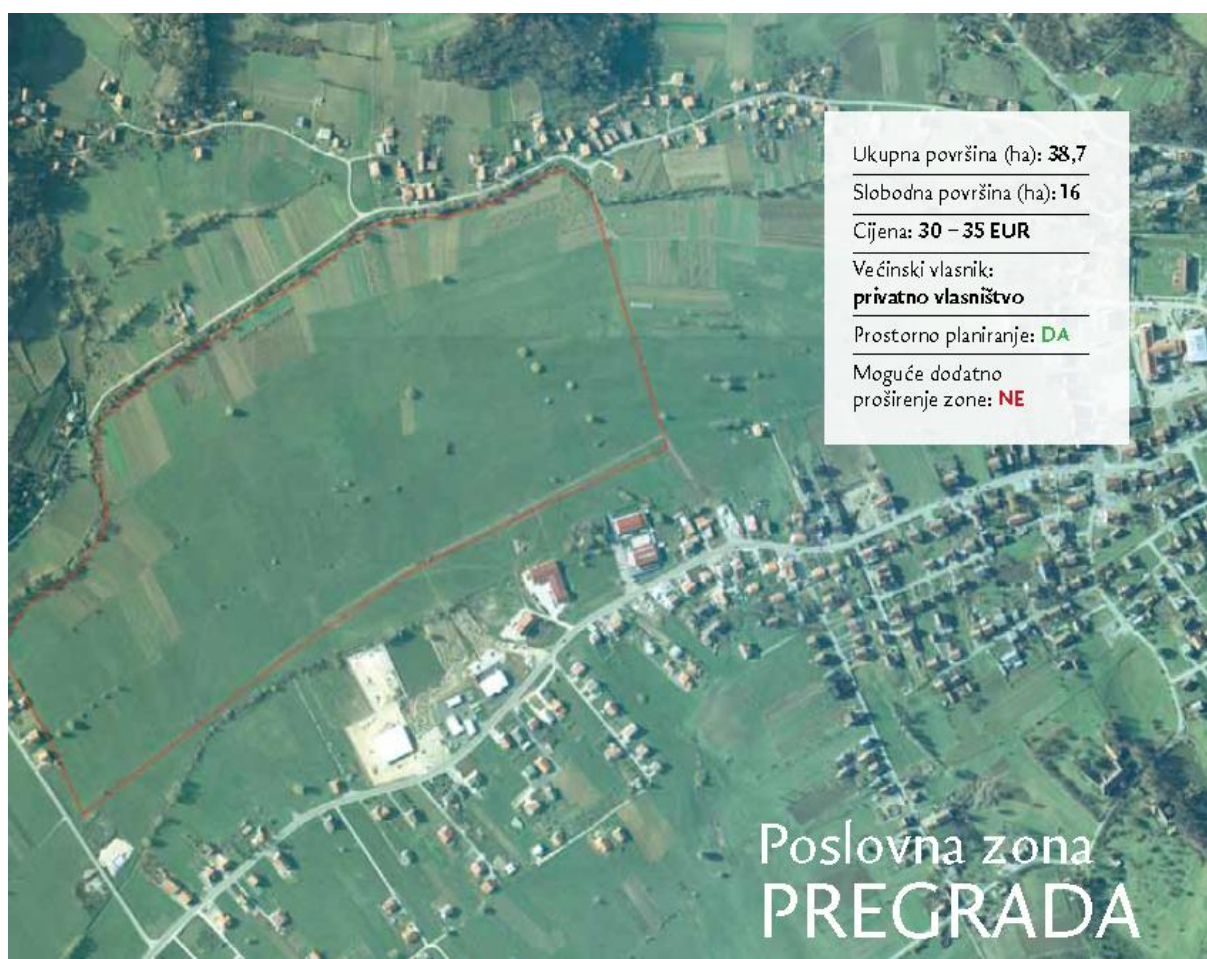 Ukupna površina (ha): 38,7
Slobodna površina (ha): 16
Cijena: 30 – 35 EUR
Većinski vlasnik:
privatno vlasništvo
Prostorno planiranje: DA
Moguće dodatno
proširenje zone: NE
Poslovna zona
PREGRADA